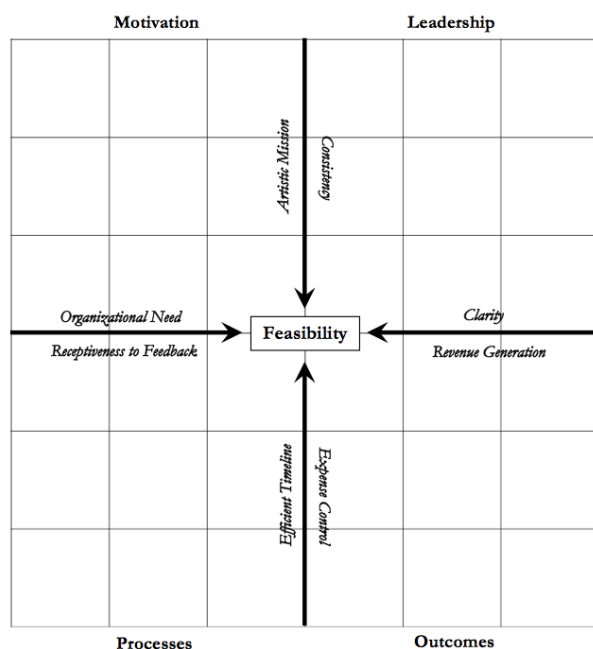 Motivation
Leadership
Artistic Mission
Consistency
Organizational Need
Clarity
Feasibility
Receptiveness to Feedback
Revenue Generation
Efficient Timeline
Expense Control
Processes
Outcomes